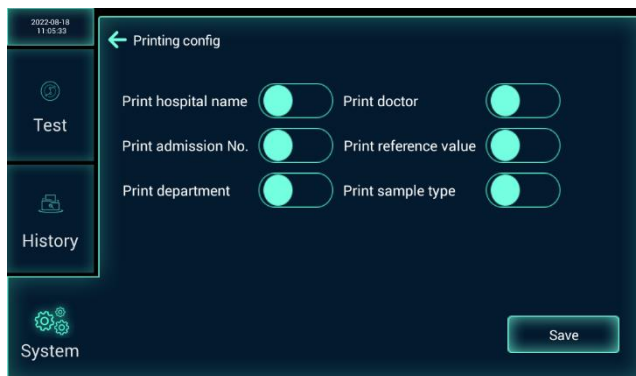 2022-08-18
11:05:33
Printing config
Test
Print hospital name
Print doctor
Print admission No.
Print reference value
Print department
Print sample type
History
System
Save